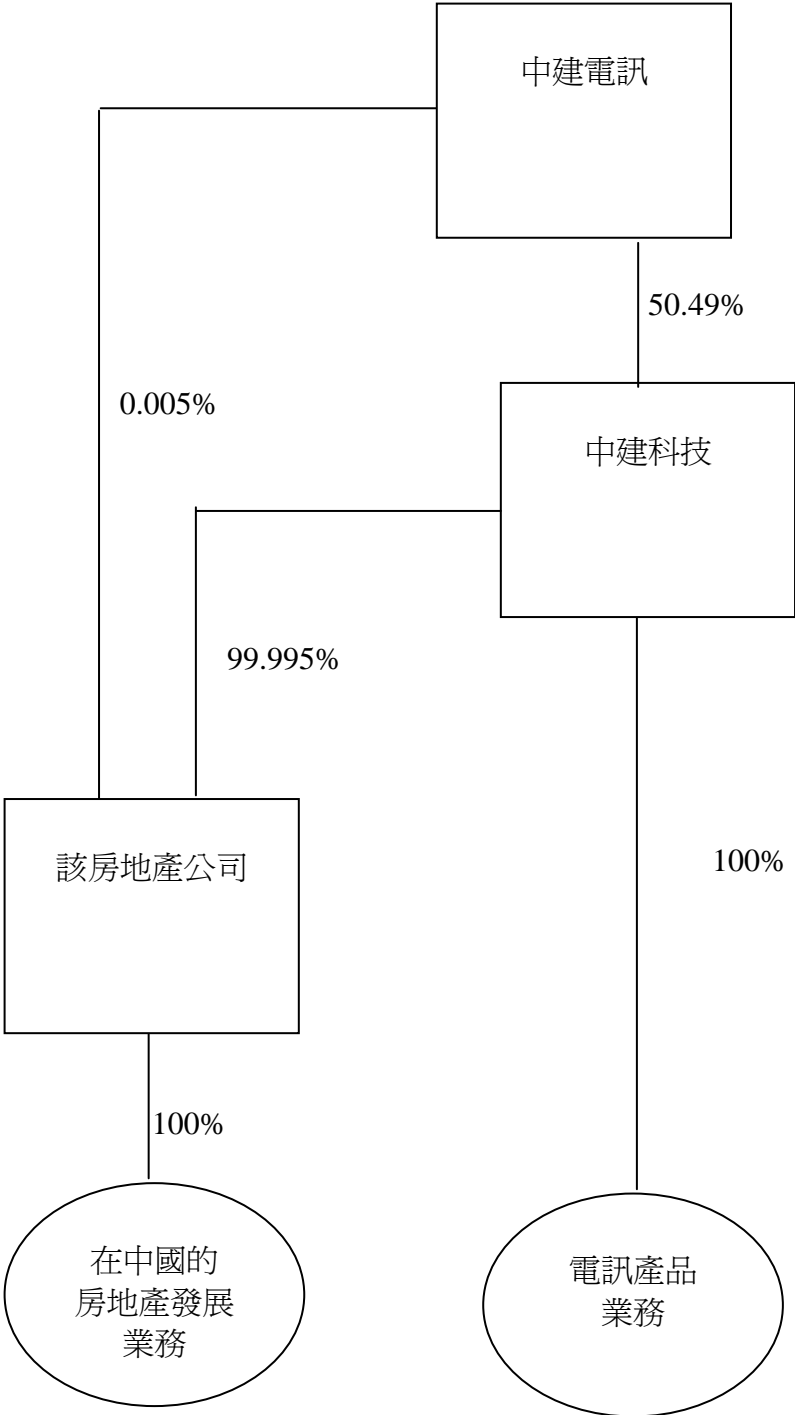 中建電訊
50.49%
0.005%
中建科技
99.995%
該房地產公司
100%
100%
在中國的
房地產發展
業務
電訊產品
業務